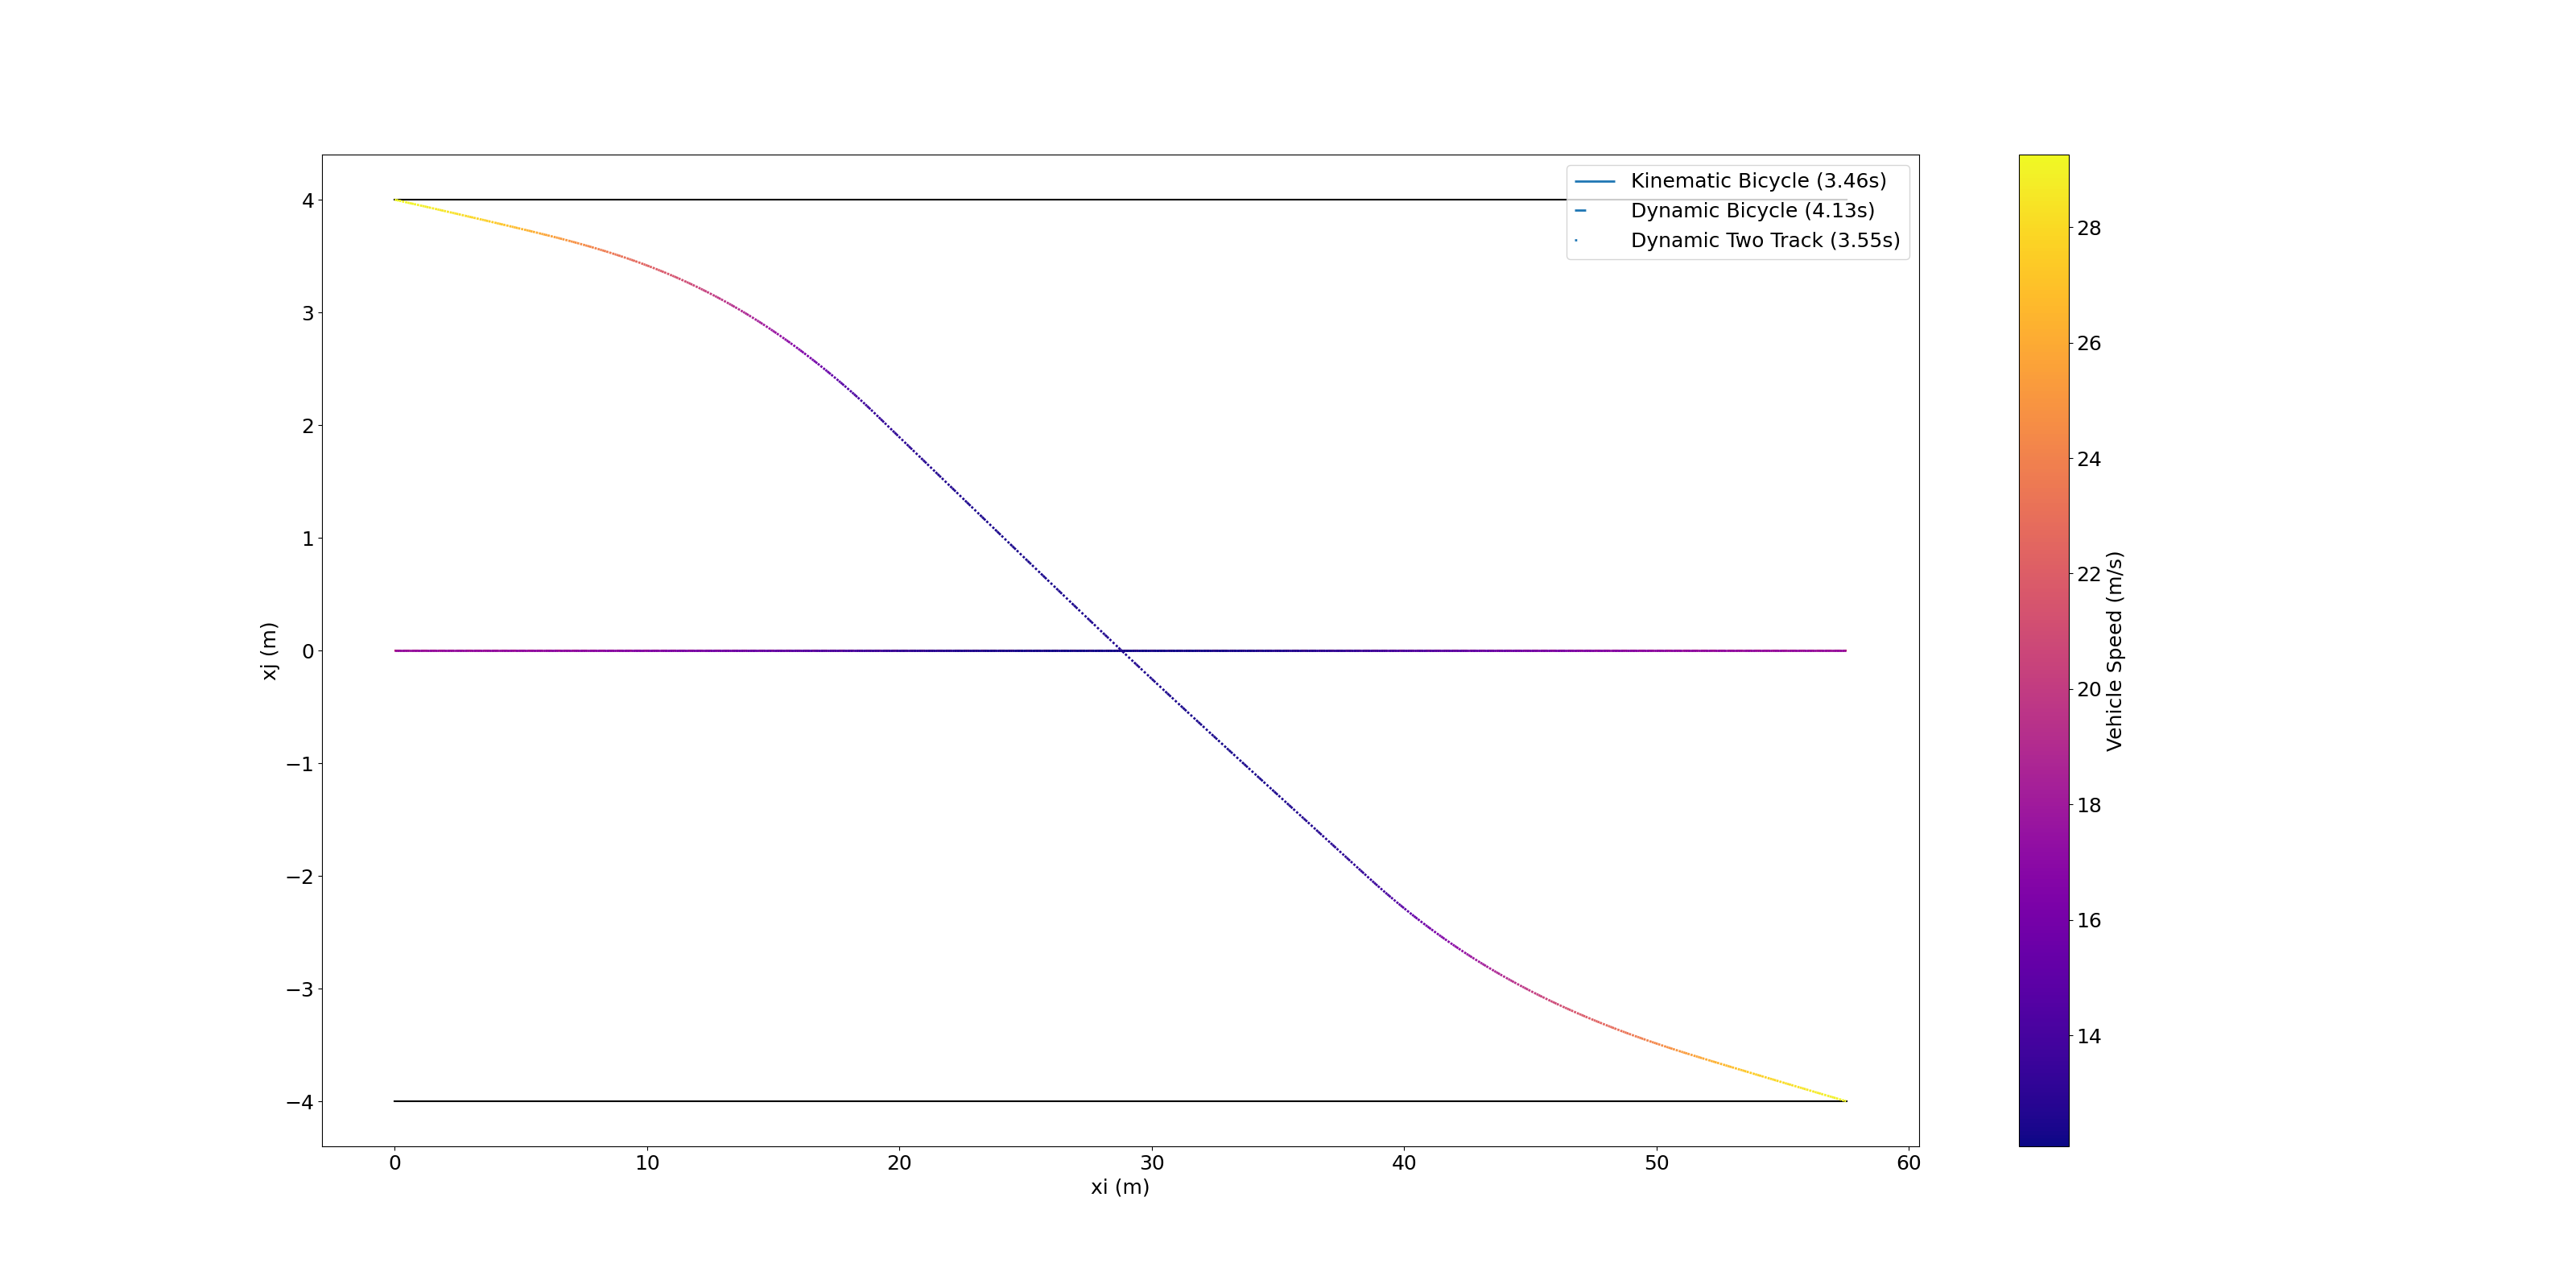 Kinematic Bicycle (3.46s)
Dynamic Bicycle (4.13s)
Dynamic Two Track (3.55s)
4
3
2
1
0
−1
−2
−3
−4
xj (m)
0 10 20 30 40 50 60
xi (m)
28
26
24
22
20
18
16
14
Vehicle Speed (m/s)